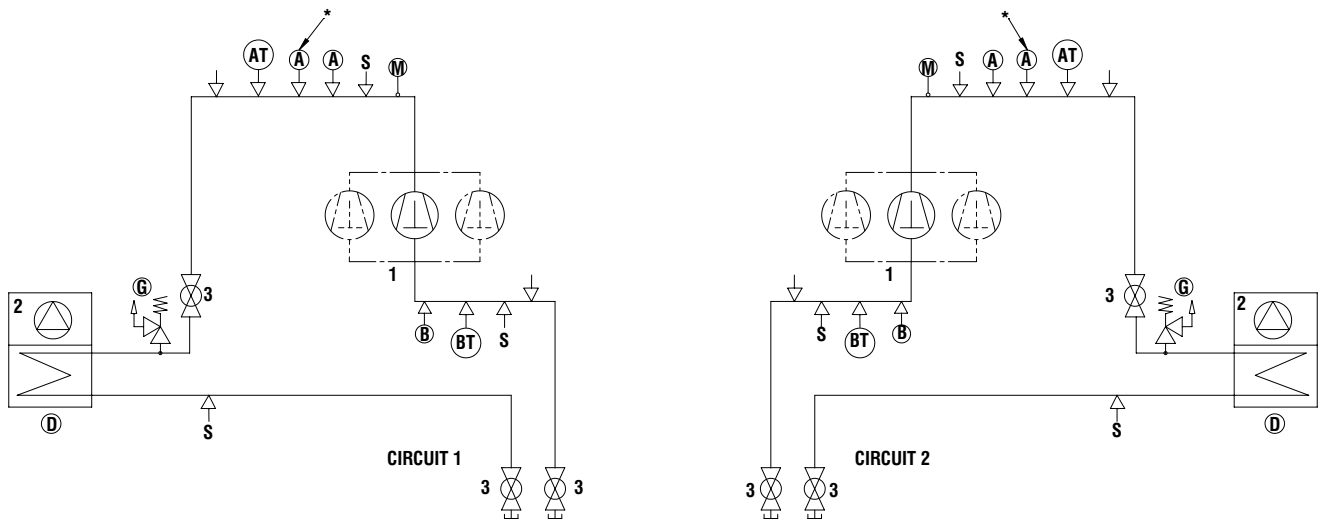 * *
AT A A S M M S A A AT
1 1
G 3 3 G
2 2
B BT S S BT B
D S S D
CIRCUIT 1 CIRCUIT 2
3 3 3 3